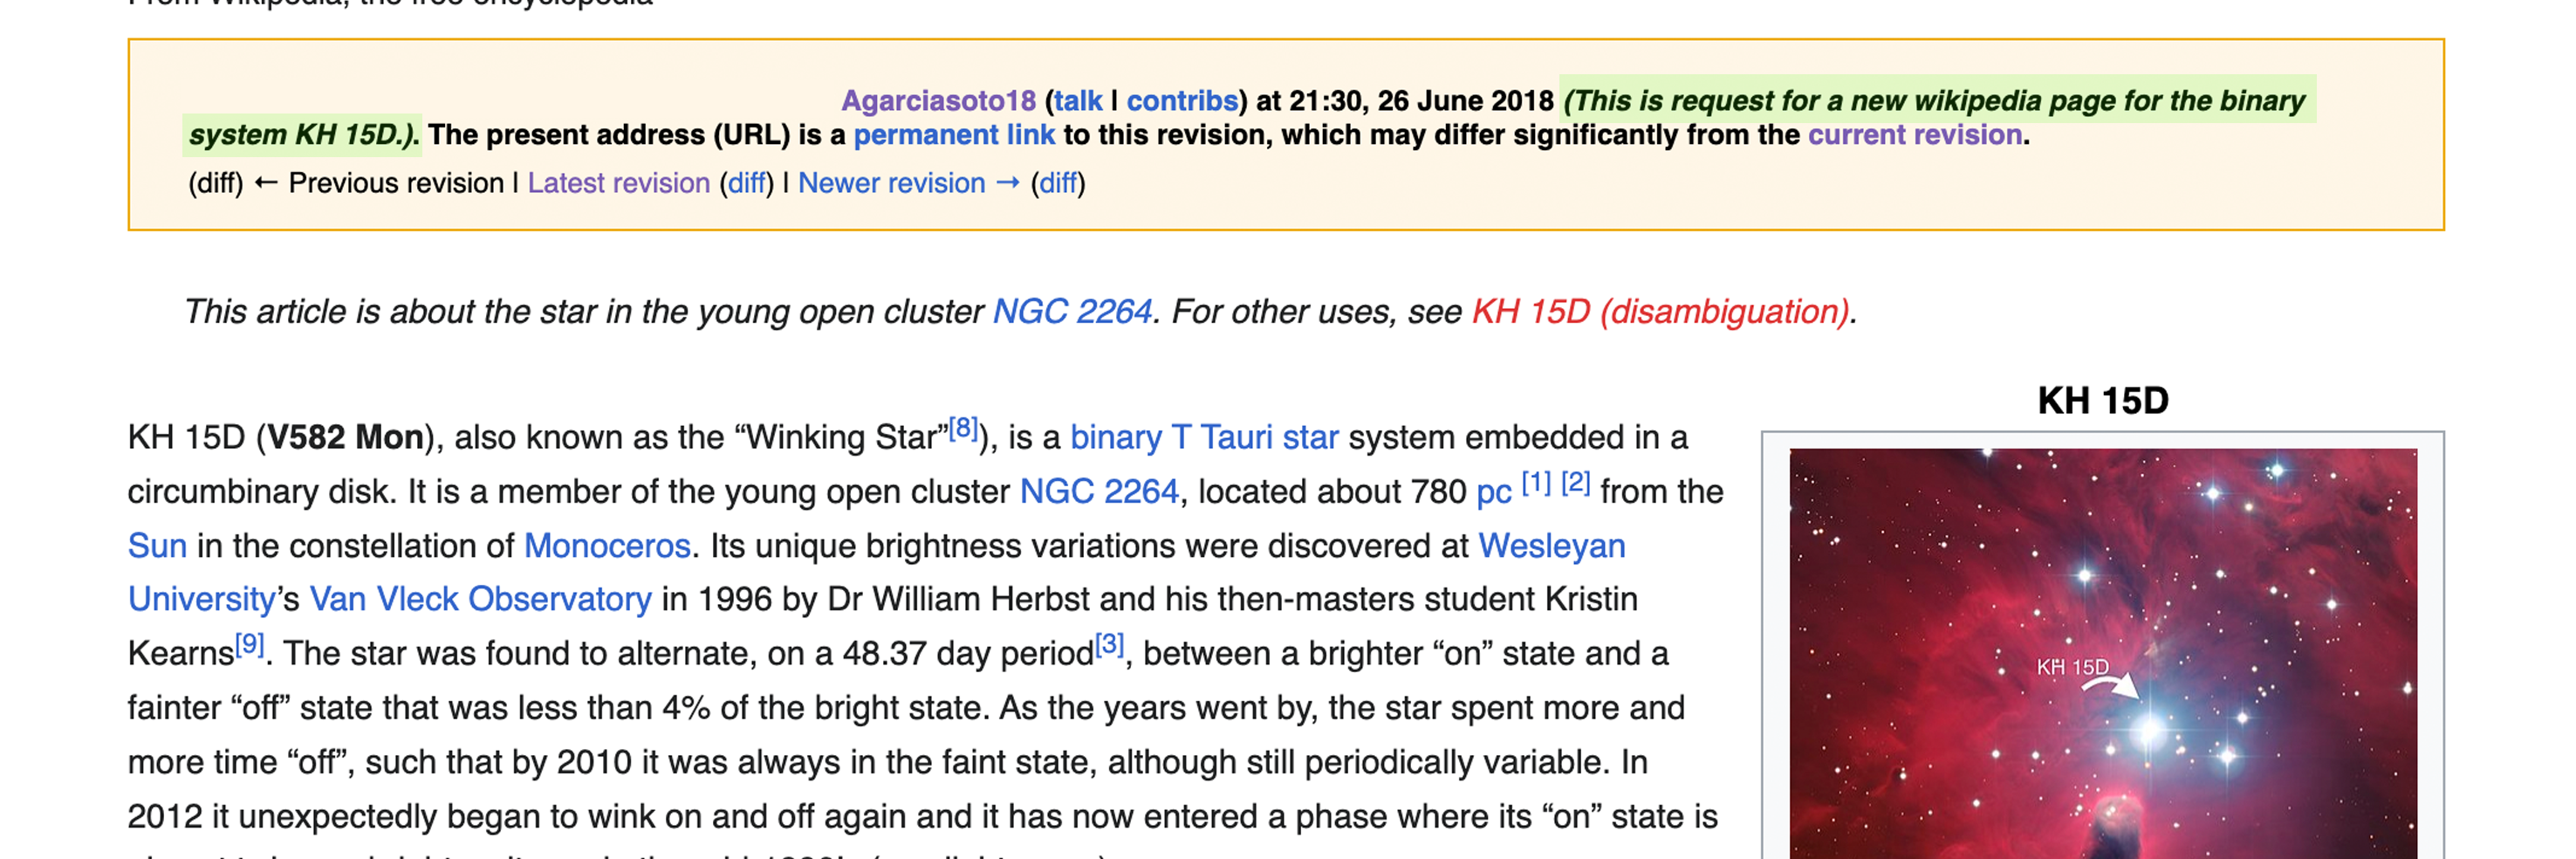 From Wikipedia, the free encyclopedia
Agarciasoto18 (talk | contribs) at 21:30, 26 June 2018 (This is request for a new wikipedia page for the binary
system KH 15D.). The present address (URL) is a permanent link to this revision, which may differ significantly from the current revision.
(diff) ← Previous revision | Latest revision (diff) | Newer revision → (diff)
This article is about the star in the young open cluster NGC 2264. For other uses, see KH 15D (disambiguation).
KH 15D
KH 15D (V582 Mon), also known as the “Winking Star”[8]), is a binary T Tauri star system embedded in a
circumbinary disk. It is a member of the young open cluster NGC 2264, located about 780 pc [1] [2] from the
Sun in the constellation of Monoceros. Its unique brightness variations were discovered at Wesleyan
University’s Van Vleck Observatory in 1996 by Dr William Herbst and his then-masters student Kristin
Kearns[9]. The star was found to alternate, on a 48.37 day period[3], between a brighter “on” state and a
fainter “off” state that was less than 4% of the bright state. As the years went by, the star spent more and
more time “off”, such that by 2010 it was always in the faint state, although still periodically variable. In
2012 it unexpectedly began to wink on and off again and it has now entered a phase where its “on” state is
KH 15D